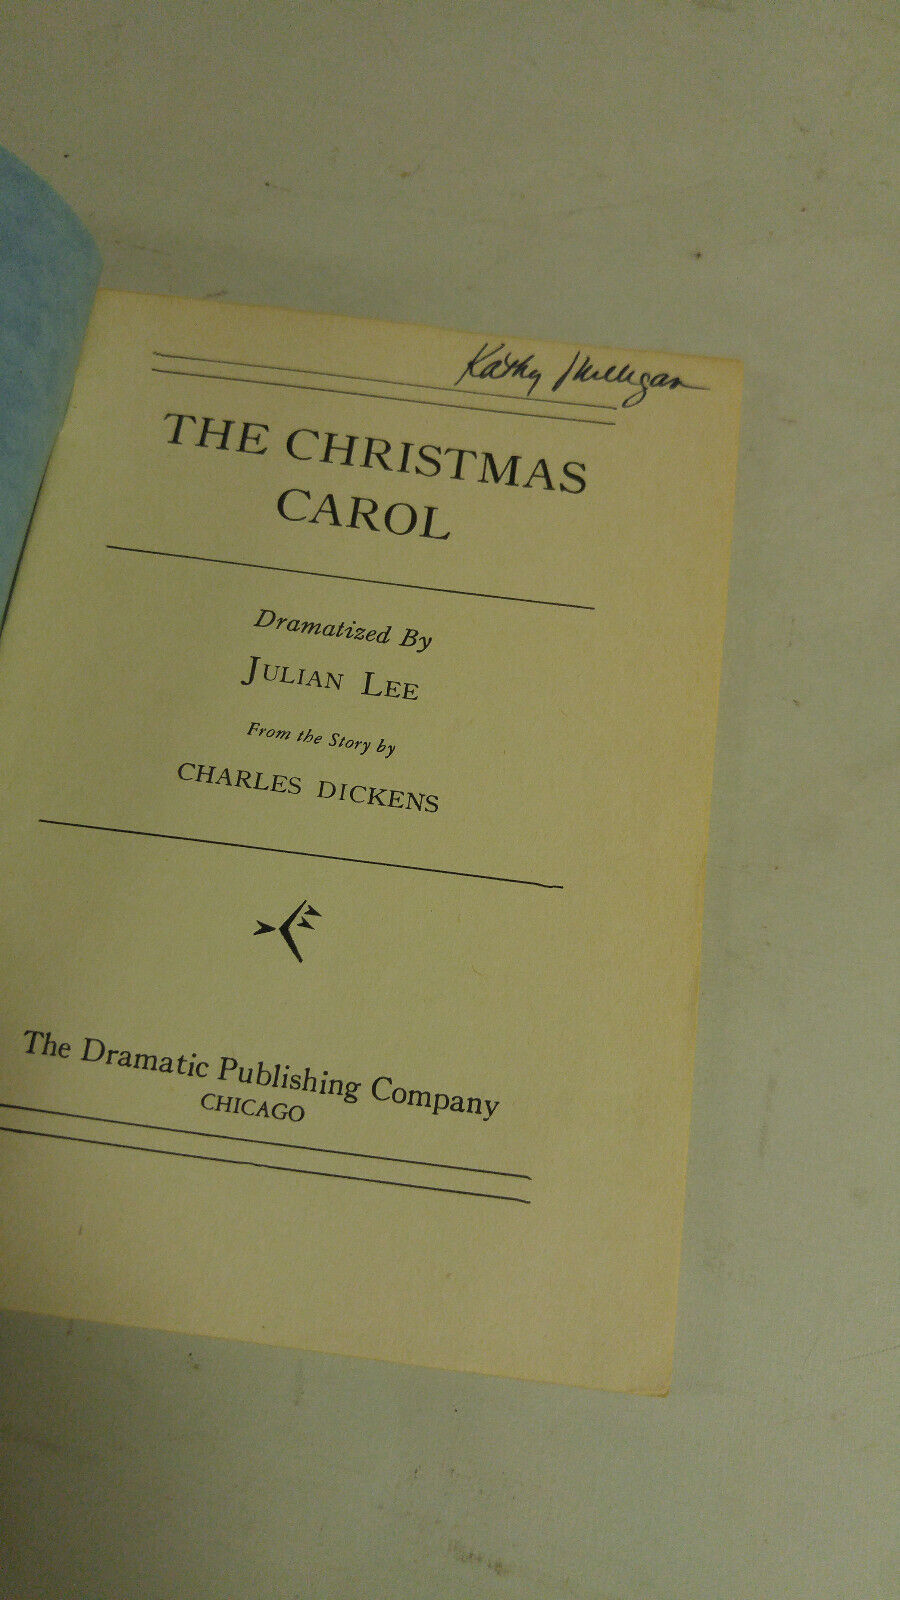 Kathy Milligan
THE CHRISTMAS
CAROL
Dramatized By
JULIAN LEE
From the Story by
CHARLES DICKENS
The Dramatic Publishing Company
CHICAGO